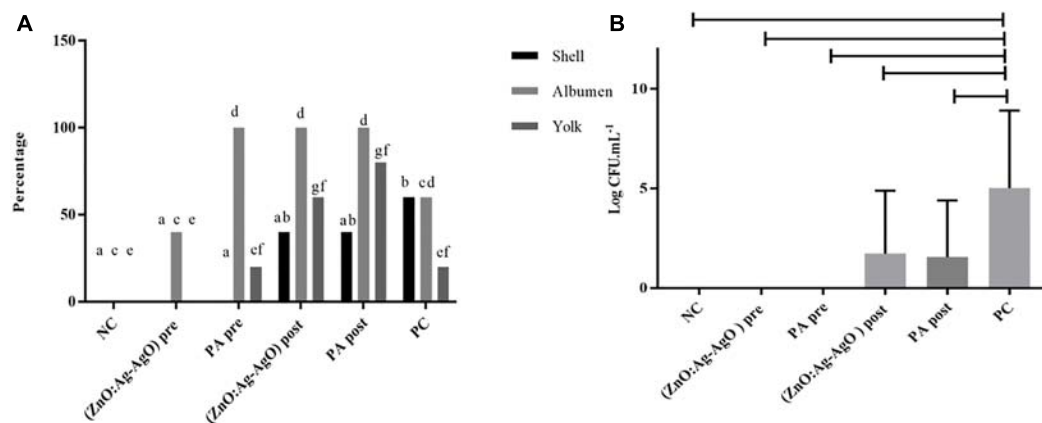 A
150
100
50
0
Percentage
a c e
a c e
a
d
ef
ab
d
gf
ab
d
gf
b
cd
ef
NC
(ZnO:Ag-AgO) pre
PA pre
(ZnO:Ag-AgO) post
PA post
PC
Shell
Albumen
Yolk
B
10
5
0
Log CFU.mL⁻¹
NC
(ZnO:Ag-AgO ) pre
PA pre
(ZnO:Ag-AgO ) post
PA post
PC